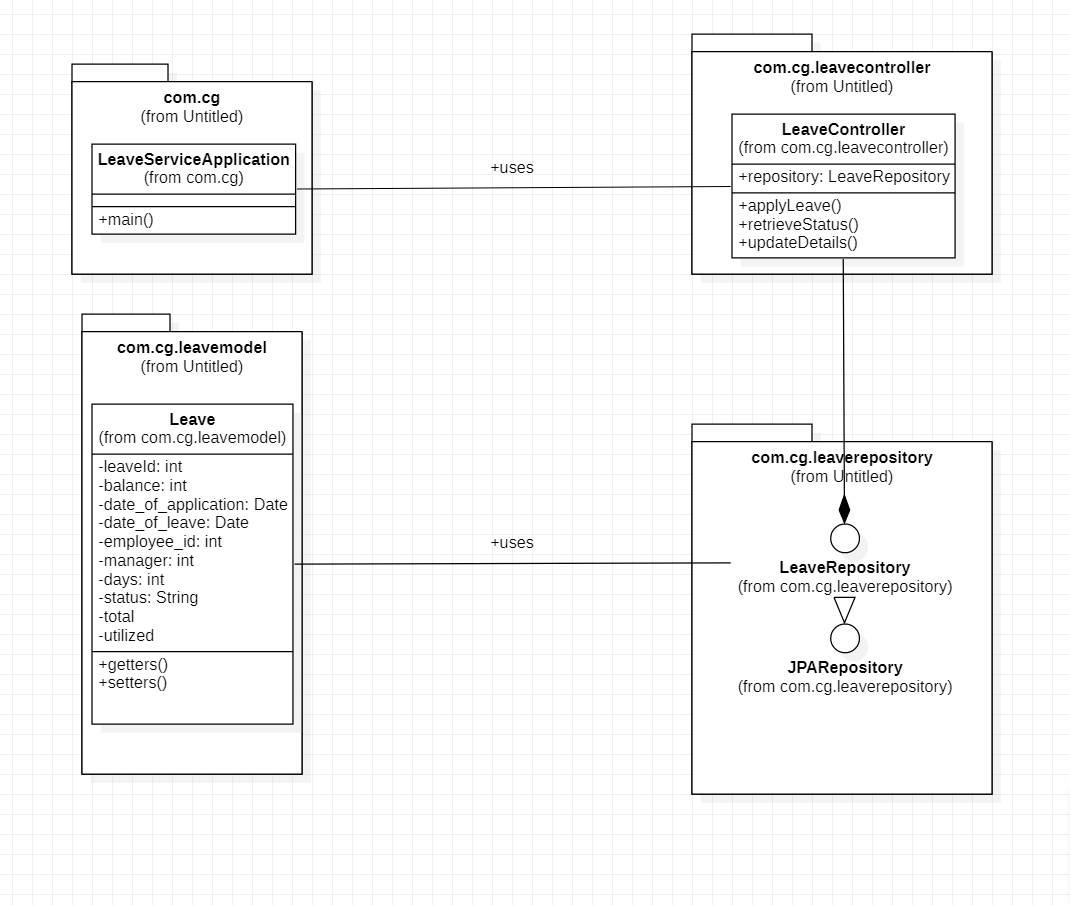 com.cg
(from Untitled)
LeaveServiceApplication
(from com.cg)
+main()
+uses
com.cg.leavecontroller
(from Untitled)
LeaveController
(from com.cg.leavecontroller)
+repository: LeaveRepository
+applyLeave()
+retrieveStatus()
+updateDetails()
com.cg.leavemodel
(from Untitled)
Leave
(from com.cg.leavemodel)
-leaveId: int
-balance: int
-date_of_application: Date
-date_of_leave: Date
-employee_id: int
-manager: int
-days: int
-status: String
-total
-utilized
+getters()
+setters()
+uses
com.cg.leaverepository
(from Untitled)
LeaveRepository
(from com.cg.leaverepository)
JPARepository
(from com.cg.leaverepository)